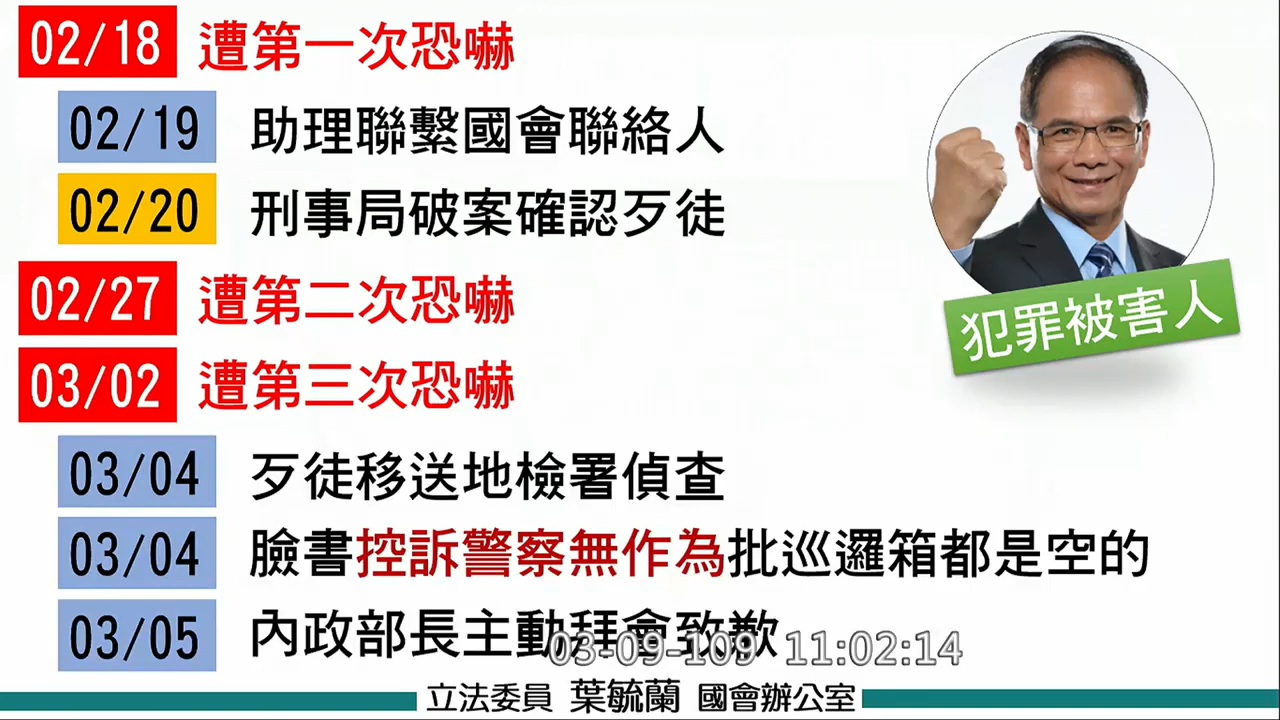 02/18 遭第一次恐嚇
02/19 助理聯繫國會聯絡人
02/20 刑事局破案確認歹徒
02/27 遭第二次恐嚇
犯罪被害人
03/02 遭第三次恐嚇
03/04 歹徒移送地檢署偵查
03/04 臉書控訴警察無作為批巡邏箱都是空的
03/05 內政部長主動拜會致歉
03-09-109 11:02:14
立法委員 葉毓蘭 國會辦公室